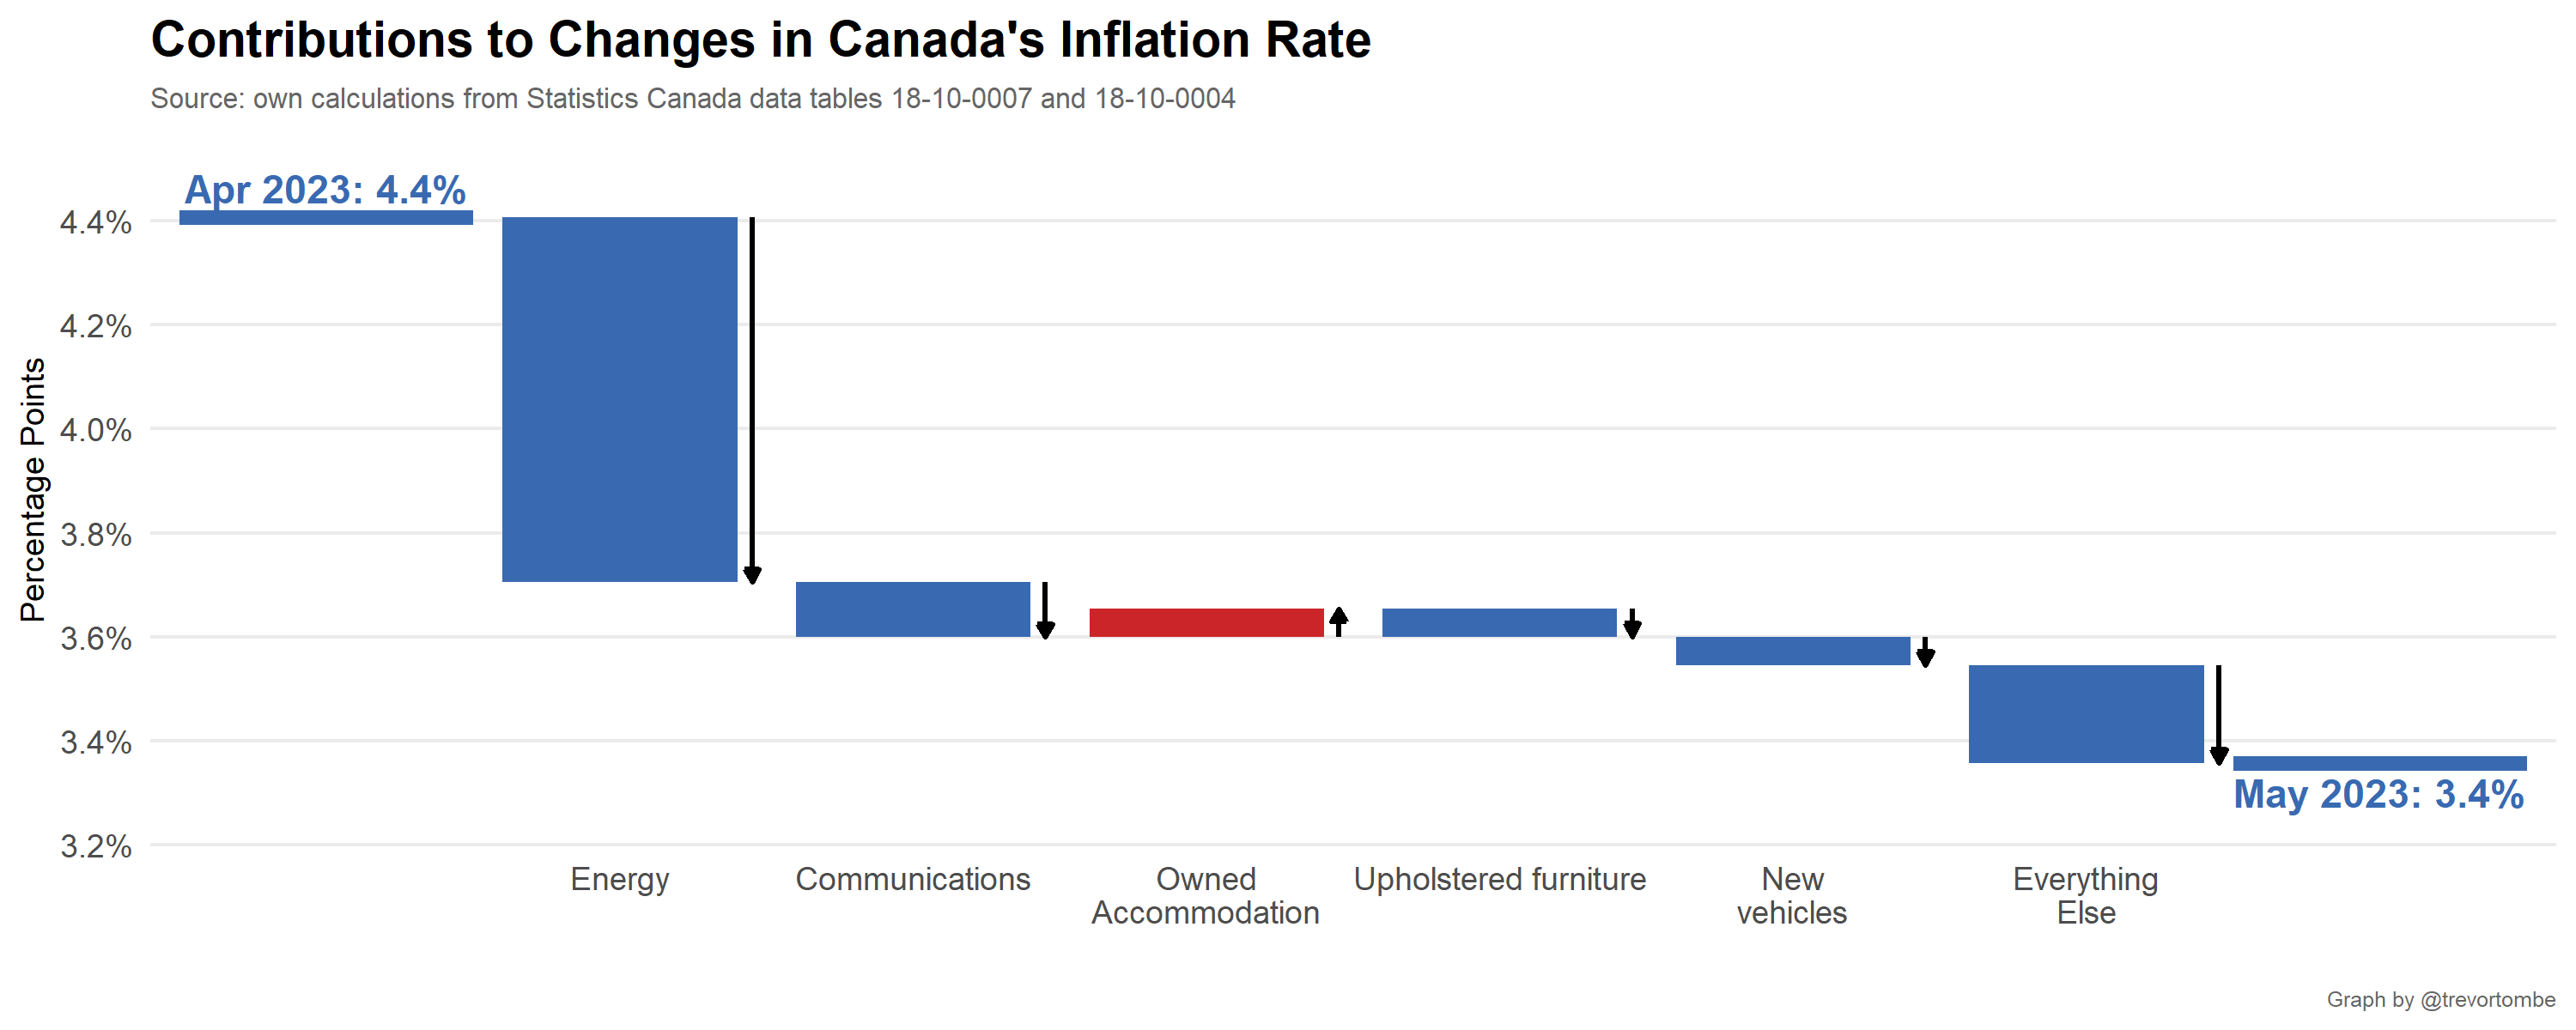 Contributions to Changes in Canada's Inflation Rate
Source: own calculations from Statistics Canada data tables 18-10-0007 and 18-10-0004
Percentage Points
4.4%
4.2%
4.0%
3.8%
3.6%
3.4%
3.2%
Apr 2023: 4.4%
May 2023: 3.4%
Energy
Communications
Owned
Accommodation
Upholstered furniture
New
vehicles
Everything
Else
Graph by @trevortombe